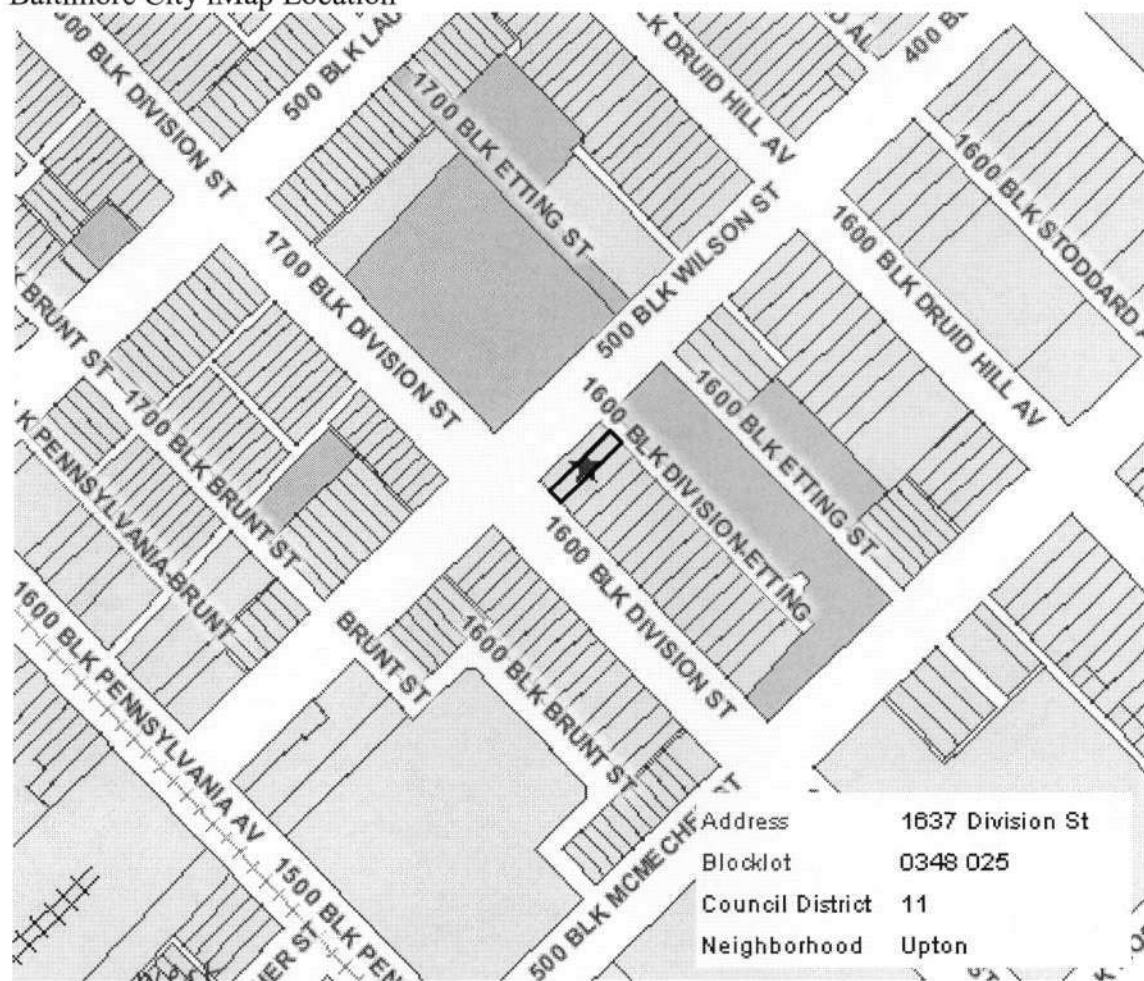 Baltimore City iMap Location
500 BLK LAU
400 B
BLK DIVISION ST
1700 BLK ETTING ST
K DRUID HILL AV
1600 BLK STODDARD
1700 BLK DIVISION ST
500 BLK WILSON ST
1600 BLK DRUID HILL AV
K BRUNT ST
1700 BLK BRUNT ST
1600 BLK DIVISION-ETTING
1600 BLK ETTING ST
LK PENNSYLVANIA-BRUNT
1600 BLK DIVISION ST
1600 BLK PENNSYLVANIA AV
BRUNT ST
1600 BLK BRUNT ST
1500 BLK PEN
500 BLK MCMECHEN ST
Address 1637 Division St
Blocklot 0348 025
Council District 11
Neighborhood Upton